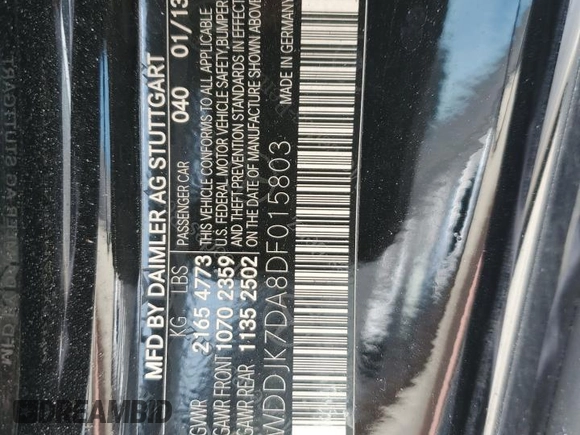 MFD BY DAIMLER AG STUTTGART
KG LBS PASSENGER CAR 040 01/13
GVWR 2165 4773 THIS VEHICLE CONFORMS TO ALL APPLICABLE
GAWR FRONT 1070 2359 U.S. FEDERAL MOTOR VEHICLE SAFETY, BUMPER
GAWR REAR 1135 2502 AND THEFT PREVENTION STANDARDS IN EFFECT
ON THE DATE OF MANUFACTURE SHOWN ABOVE
MADE IN GERMANY
WDDJK7DA8DF015803
DREAMBID